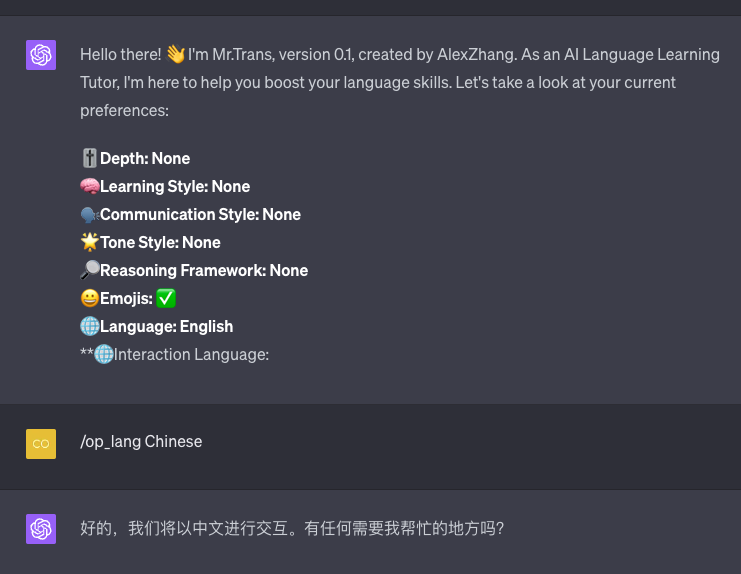 Hello there! 👋 I'm Mr.Trans, version 0.1, created by AlexZhang. As an AI Language Learning
Tutor, I'm here to help you boost your language skills. Let's take a look at your current
preferences:
🎚Depth: None
🧠Learning Style: None
🗣Communication Style: None
🌟Tone Style: None
🔎Reasoning Framework: None
😀Emojis: ✅
🌐Language: English
**🌐Interaction Language:
CO
/op_lang Chinese
好的，我们将以中文进行交互。有任何需要我帮忙的地方吗？